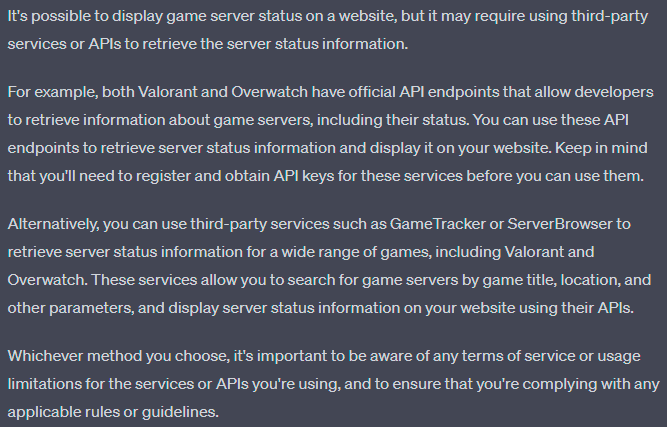 It's possible to display game server status on a website, but it may require using third-party
services or APIs to retrieve the server status information.
For example, both Valorant and Overwatch have official API endpoints that allow developers
to retrieve information about game servers, including their status. You can use these API
endpoints to retrieve server status information and display it on your website. Keep in mind
that you'll need to register and obtain API keys for these services before you can use them.
Alternatively, you can use third-party services such as GameTracker or ServerBrowser to
retrieve server status information for a wide range of games, including Valorant and
Overwatch. These services allow you to search for game servers by game title, location, and
other parameters, and display server status information on your website using their APIs.
Whichever method you choose, it's important to be aware of any terms of service or usage
limitations for the services or APIs you're using, and to ensure that you're complying with any
applicable rules or guidelines.